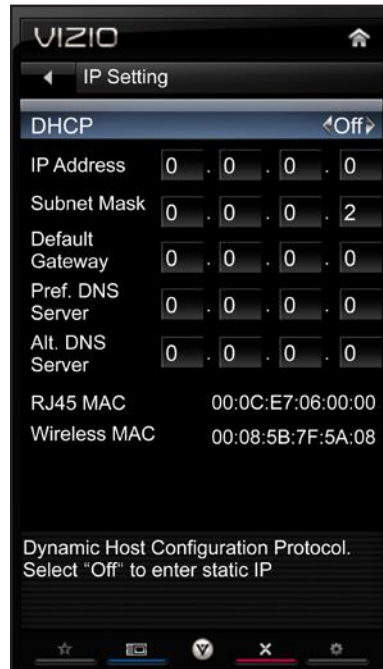 VIZIO
IP Setting
DHCP Off
IP Address 0 . 0 . 0 . 0
Subnet Mask 0 . 0 . 0 . 2
Default
Gateway 0 . 0 . 0 . 0
Pref. DNS
Server 0 . 0 . 0 . 0
Alt. DNS
Server 0 . 0 . 0 . 0
RJ45 MAC 00:0C:E7:06:00:00
Wireless MAC 00:08:5B:7F:5A:08
Dynamic Host Configuration Protocol.
Select “Off“ to enter static IP
V